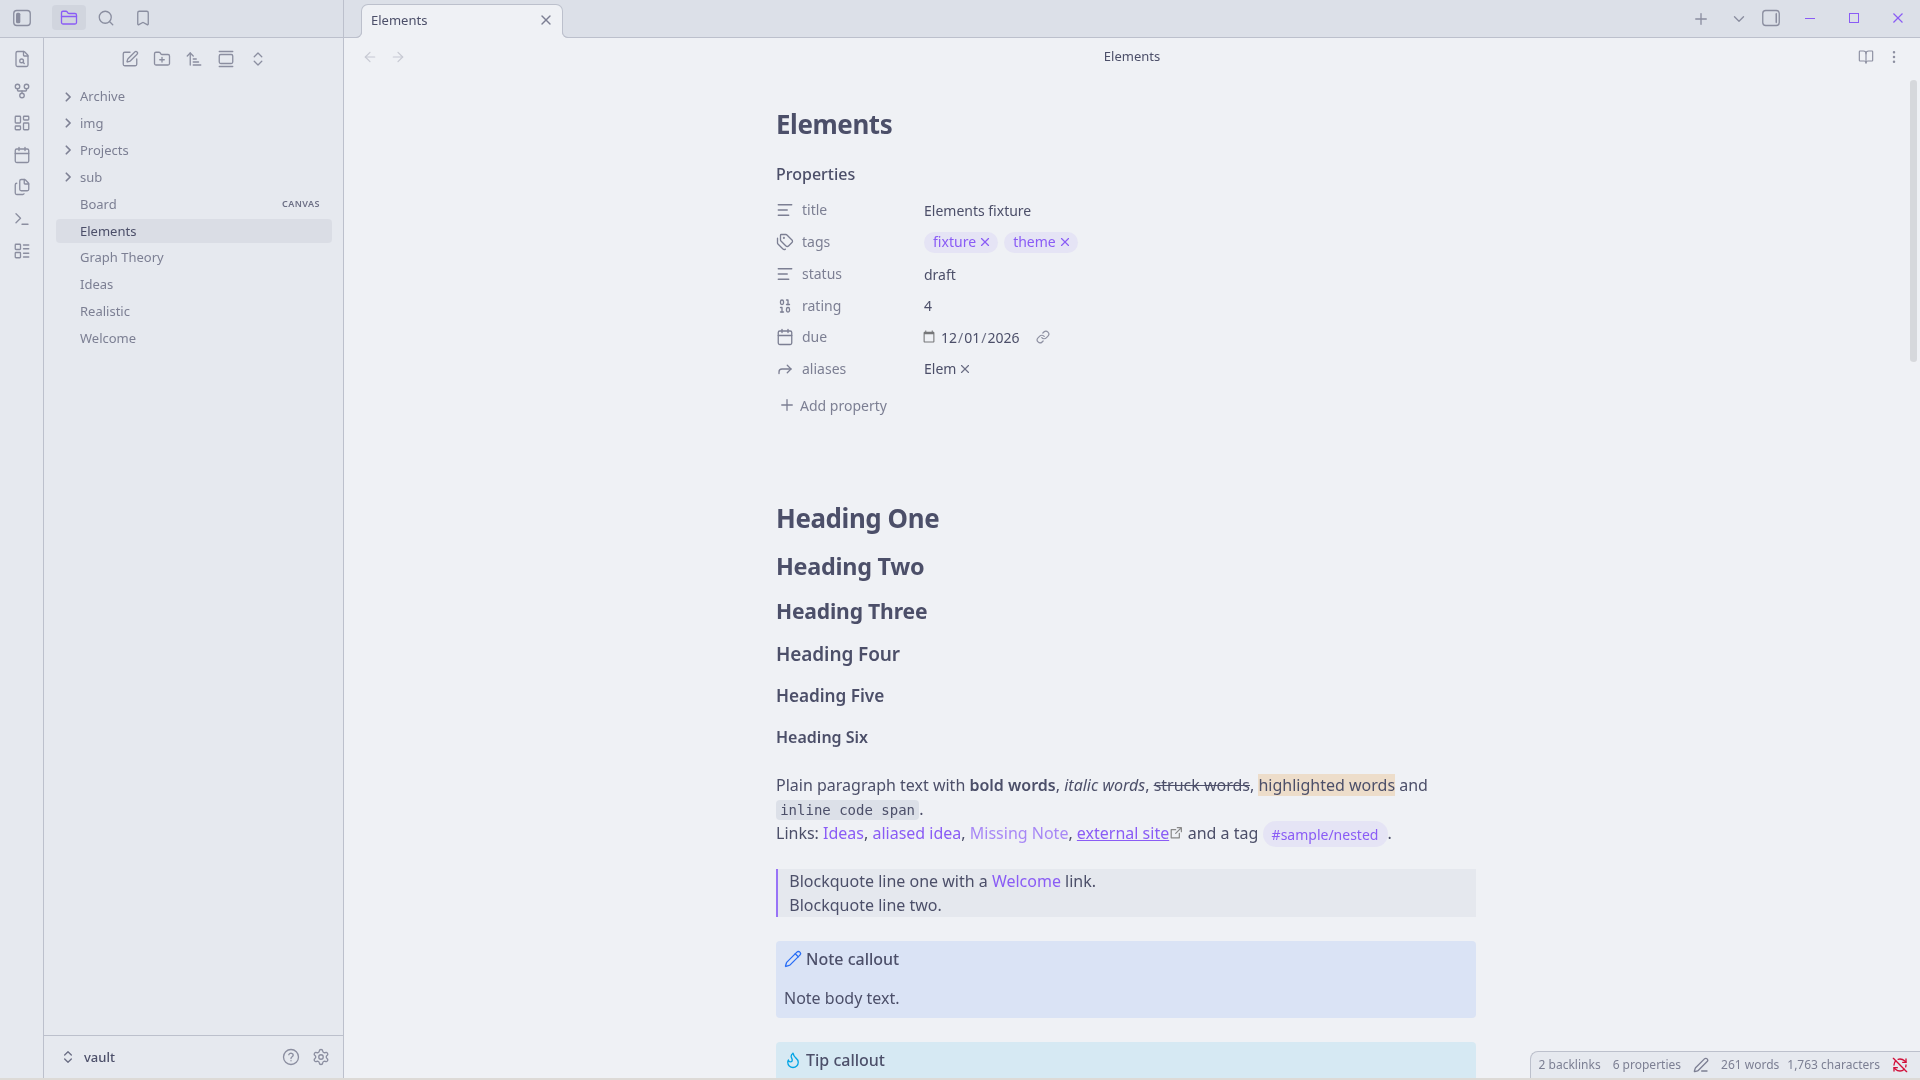 Elements
Archive
img
Projects
sub
Board CANVAS
Elements
Graph Theory
Ideas
Realistic
Welcome
vault
Elements
Elements
Properties
title Elements fixture
tags fixture theme
status draft
rating 4
due 12/01/2026
aliases Elem
Add property
Heading One
Heading Two
Heading Three
Heading Four
Heading Five
Heading Six
Plain paragraph text with bold words, italic words, struck words, highlighted words and
inline code span.
Links: Ideas, aliased idea, Missing Note, external site and a tag #sample/nested.
Blockquote line one with a Welcome link.
Blockquote line two.
Note callout
Note body text.
Tip callout
2 backlinks 6 properties 261 words 1,763 characters